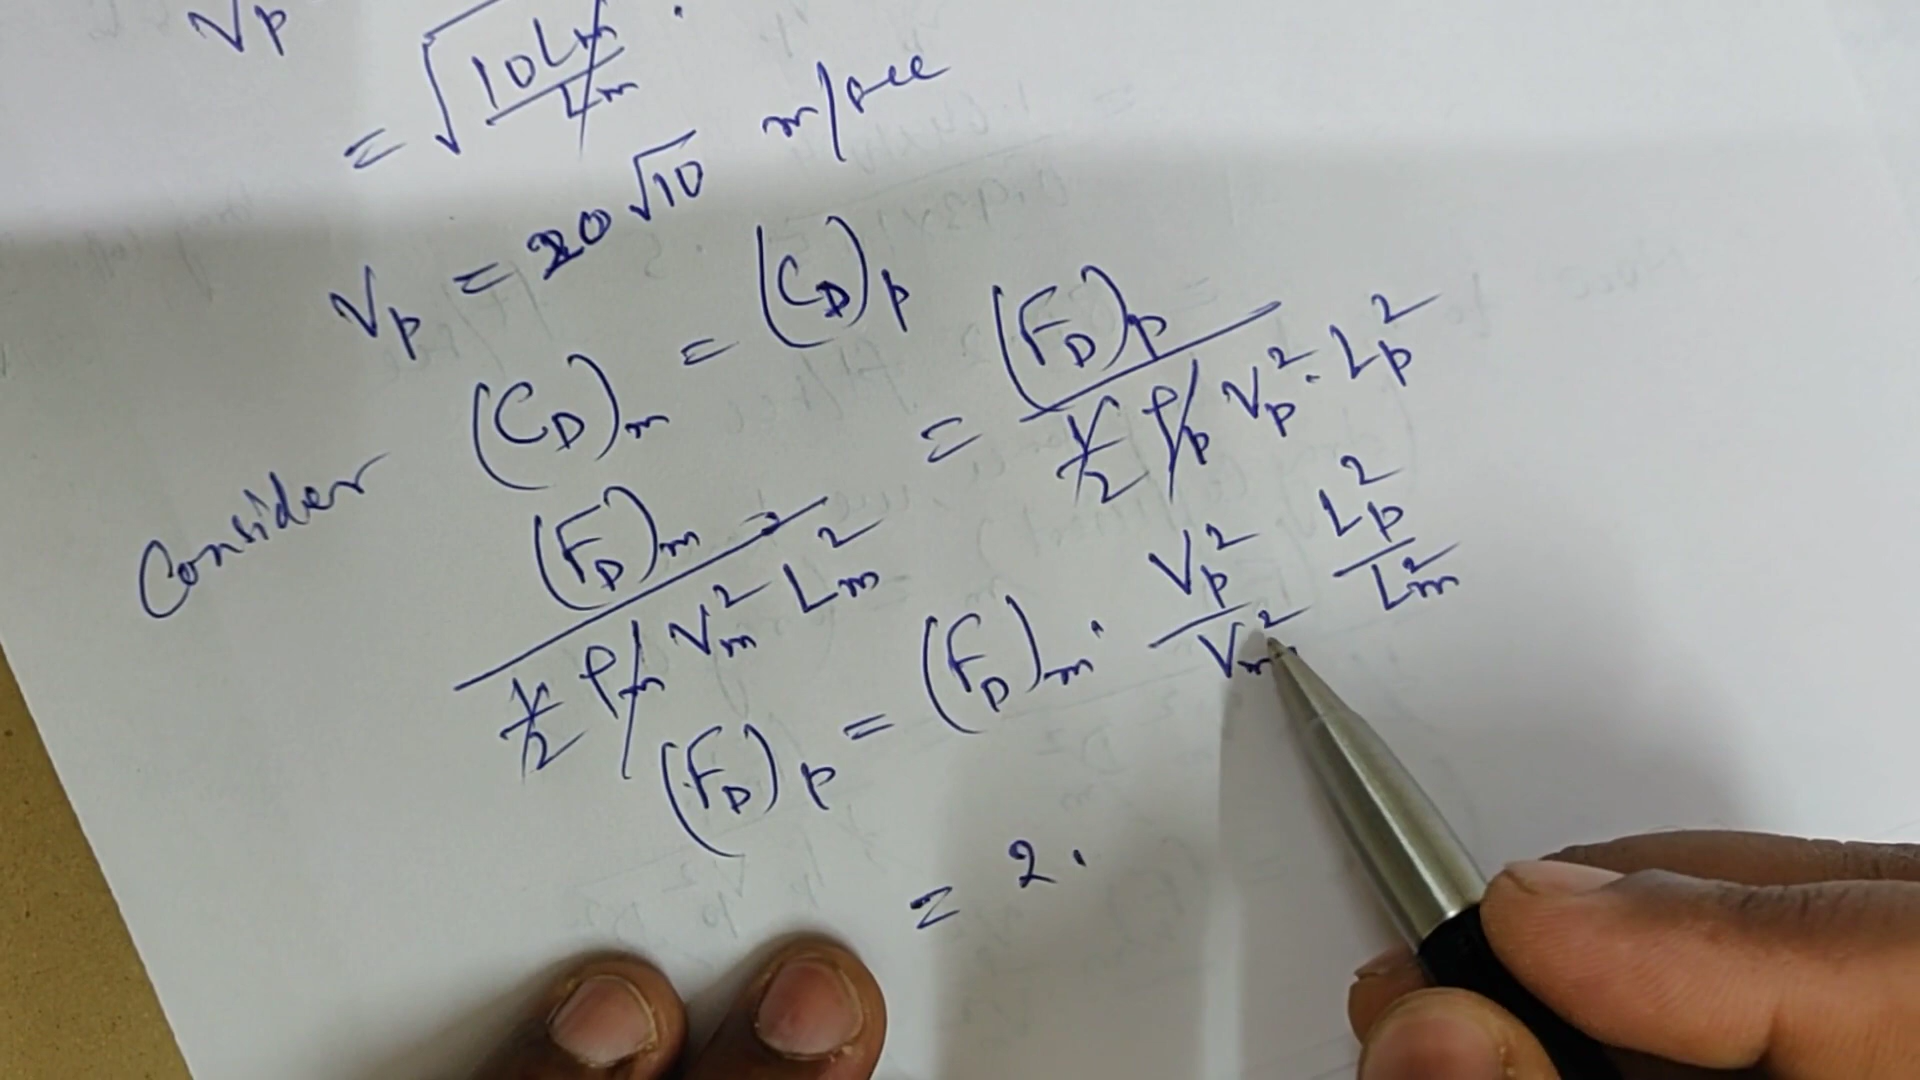 Vp
= √(10Lm/Lm) .
Vp = 20√10 m/sec
Consider (CD)m = (CD)p
(FD)m / ½ ρm Vm² Lm² = (FD)p / ½ ρp Vp² . Lp²
(FD)p = (FD)m . Vp²/Vm² Lp²/Lm²
= 2 .